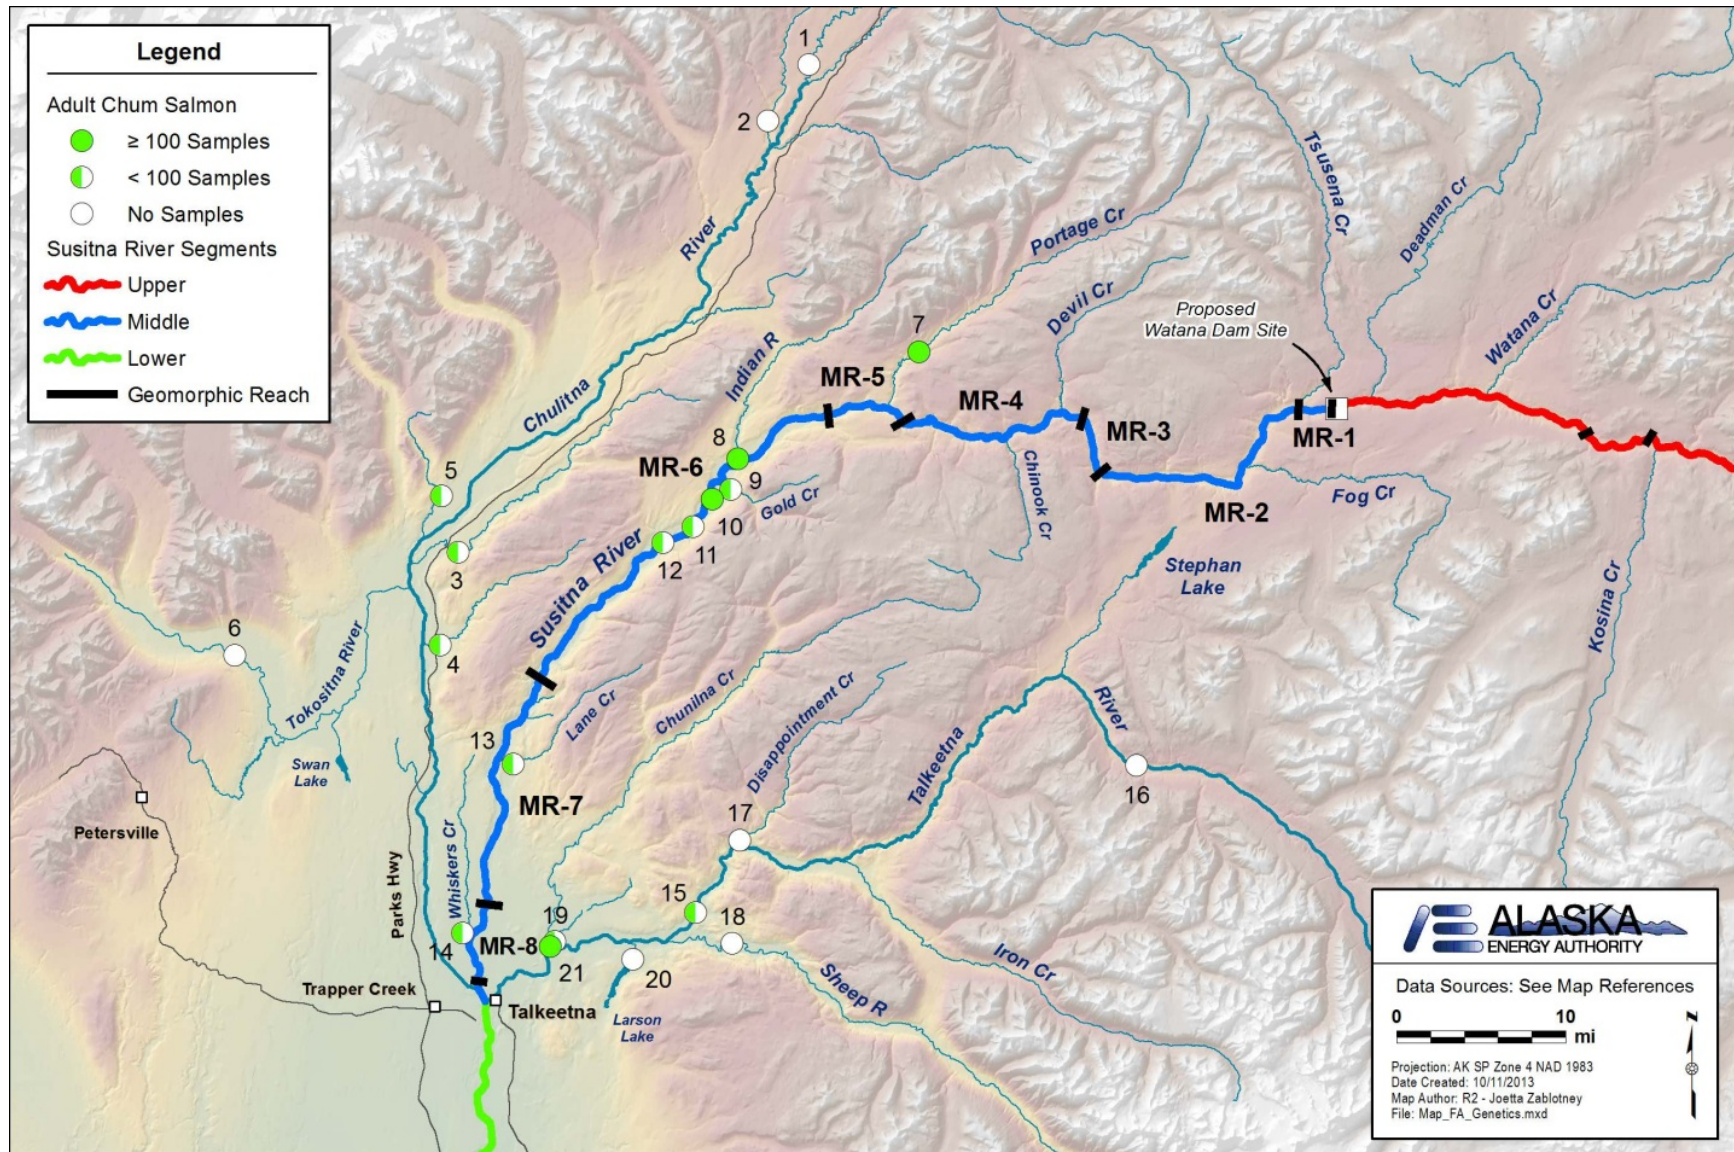 Legend
Adult Chum Salmon
≥ 100 Samples
< 100 Samples
No Samples
Susitna River Segments
Upper
Middle
Lower
Geomorphic Reach
1
2
River
Chulitna
Tsusena Cr
Deadman Cr
Portage Cr
Devil Cr
Watana Cr
Proposed
Watana Dam Site
7
Indian R
MR-5
MR-4
MR-3
MR-1
MR-2
8
MR-6
9
Gold Cr
10
11
12
Chinook Cr
Fog Cr
Stephan
Lake
Kosina Cr
5
3
4
6
Susitna River
Tokositna River
Swan
Lake
Lane Cr
Chunilna Cr
Disappointment Cr
Talkeetna
River
13
MR-7
16
17
Petersville
Parks Hwy
Whiskers Cr
15
18
19
14
MR-8
21
20
Trapper Creek
Talkeetna
Larson
Lake
Sheep R
Iron Cr
ALASKA
ENERGY AUTHORITY
Data Sources: See Map References
0 10
mi
N
Projection: AK SP Zone 4 NAD 1983
Date Created: 10/11/2013
Map Author: R2 - Joetta Zablotney
File: Map_FA_Genetics.mxd